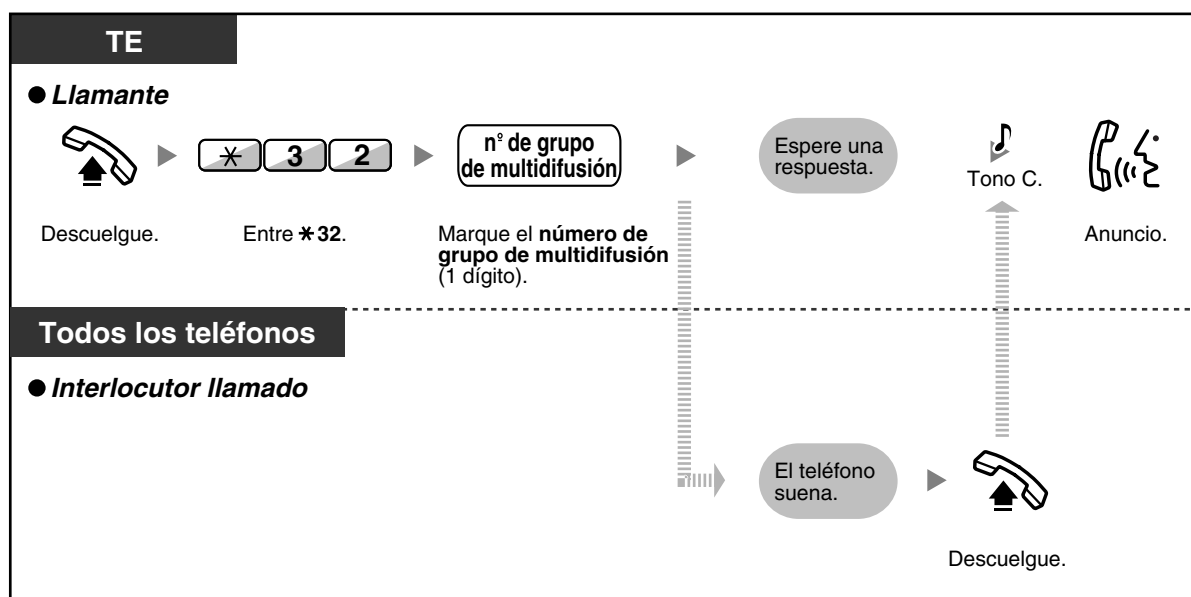 TE
● Llamante
✳ 3 2
nº de grupo
de multidifusión
Espere una
respuesta.
Tono C.
Descuelgue.
Entre ✳32.
Marque el número de
grupo de multidifusión
(1 dígito).
Anuncio.
Todos los teléfonos
● Interlocutor llamado
El teléfono
suena.
Descuelgue.